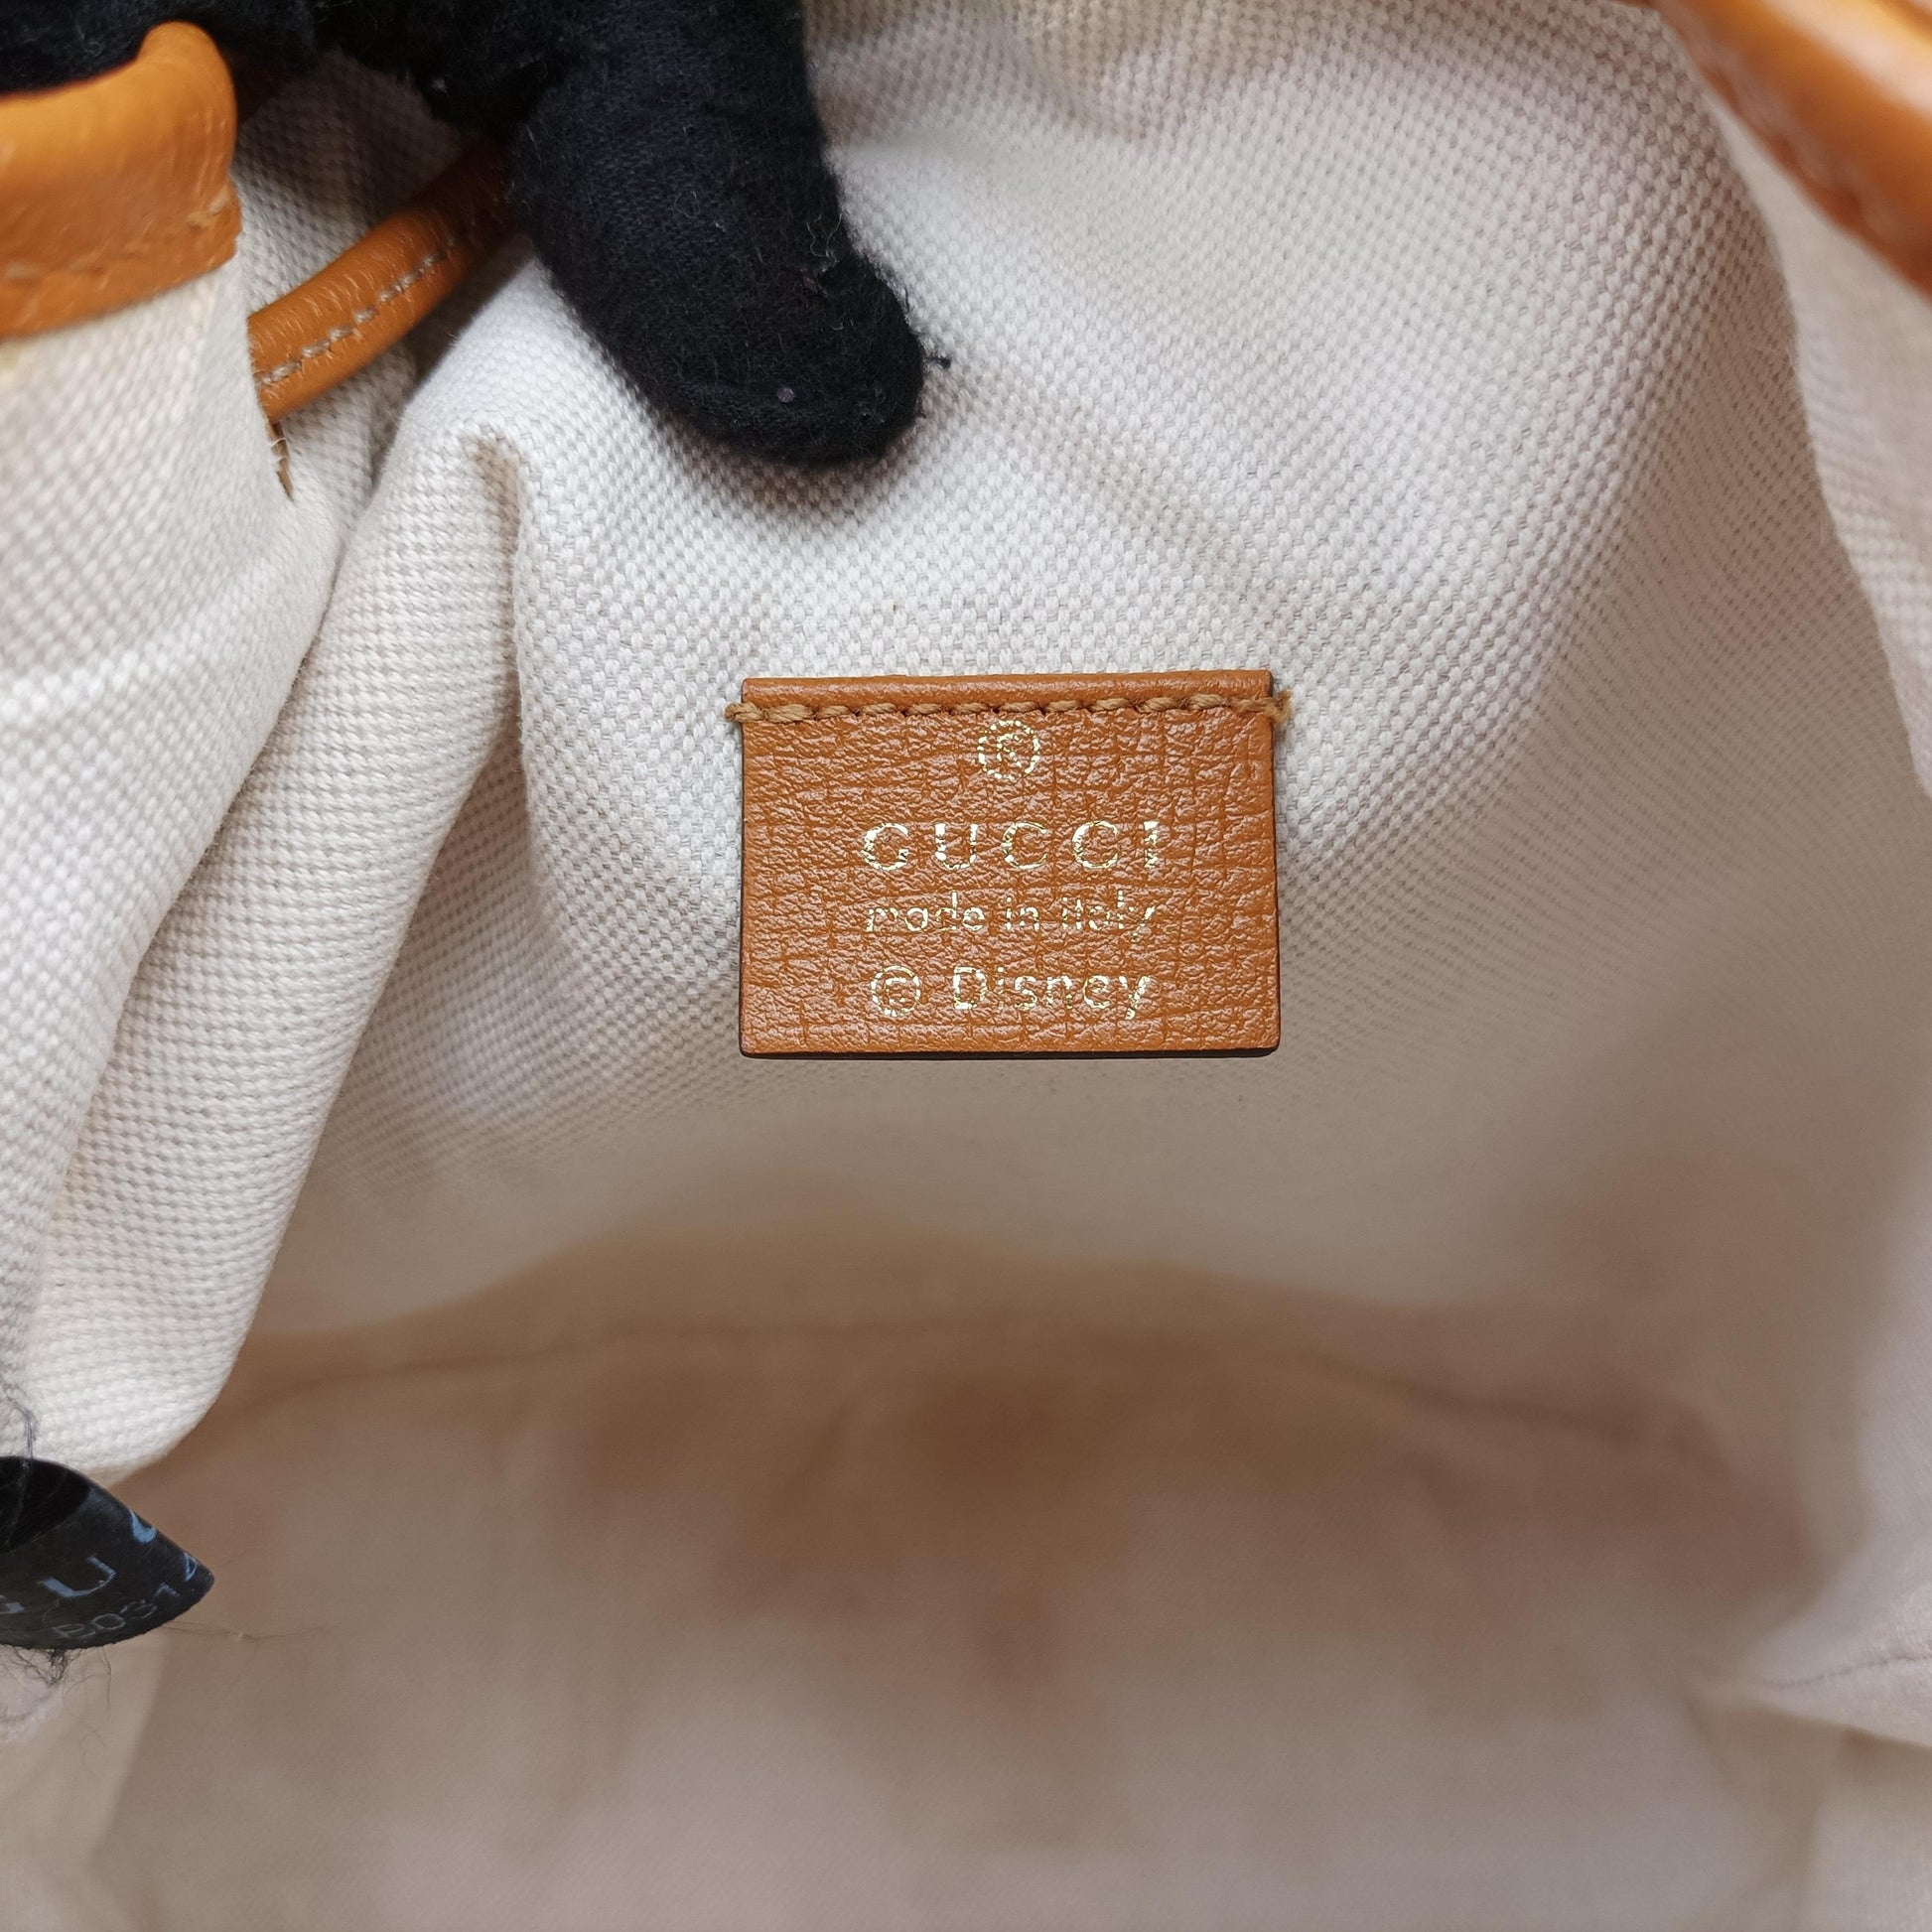 ®
GUCCI
made in italy
© Disney